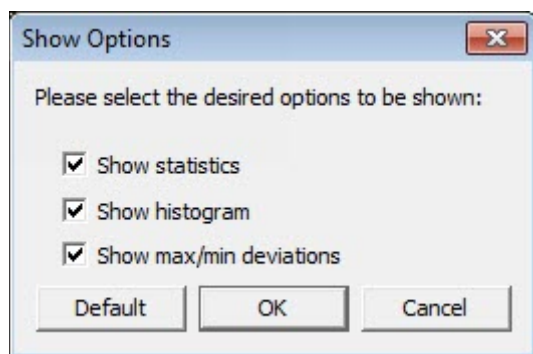 Show Options
Please select the desired options to be shown:
Show statistics
Show histogram
Show max/min deviations
Default OK Cancel